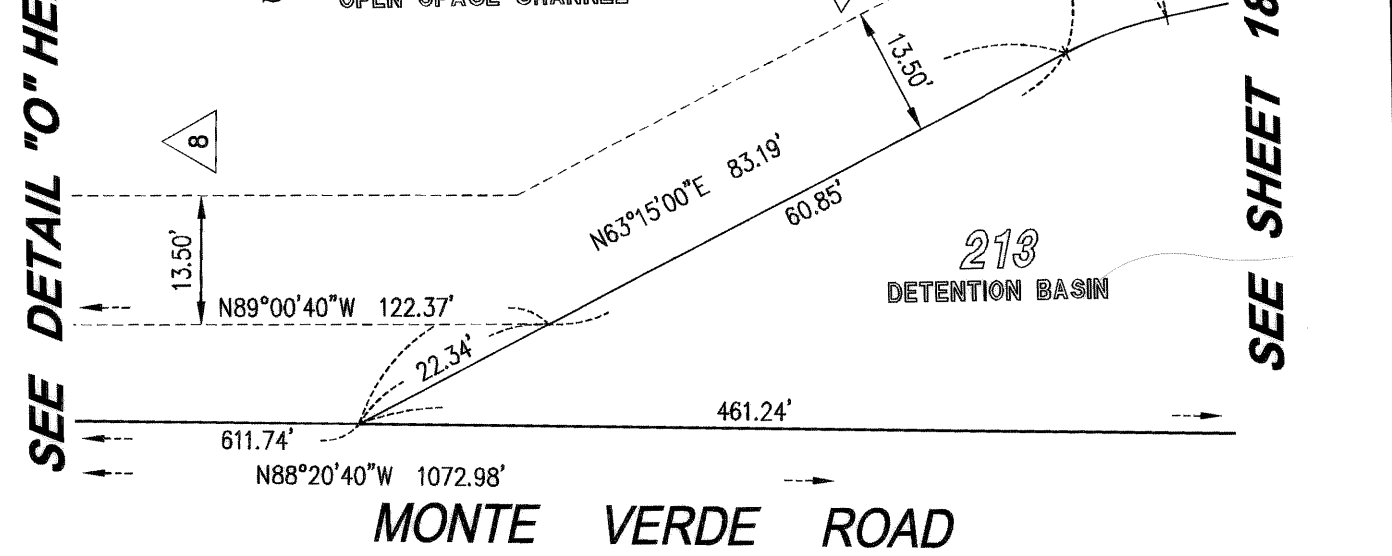 OPEN SPACE CHANNEL
SEE DETAIL "O" HE
8
13.50'
13.50'
N63°15'00"E 83.19'
60.85'
213
DETENTION BASIN
SEE SHEET 18
N89°00'40"W 122.37'
22.34'
461.24'
611.74'
N88°20'40"W 1072.98'
MONTE VERDE ROAD